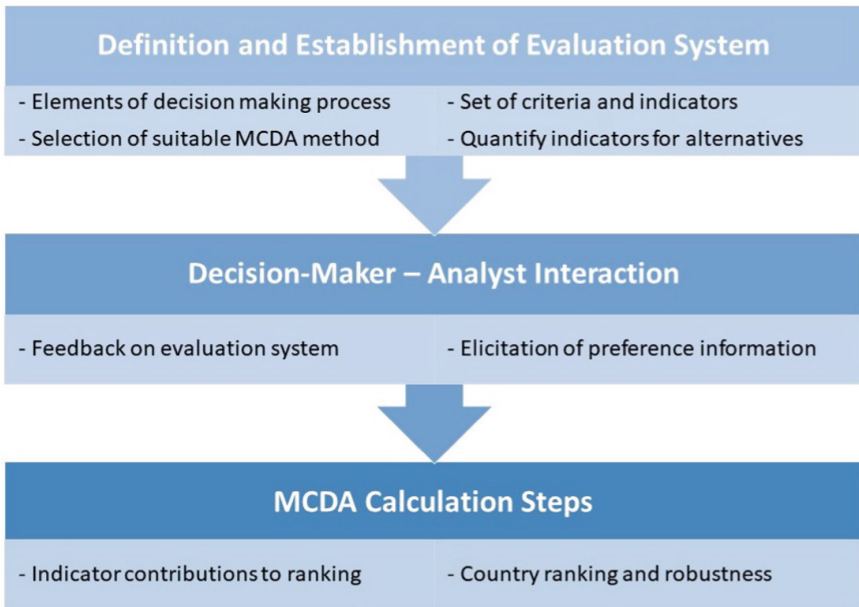 Definition and Establishment of Evaluation System
- Elements of decision making process
- Selection of suitable MCDA method
- Set of criteria and indicators
- Quantify indicators for alternatives
Decision-Maker – Analyst Interaction
- Feedback on evaluation system
- Elicitation of preference information
MCDA Calculation Steps
- Indicator contributions to ranking
- Country ranking and robustness